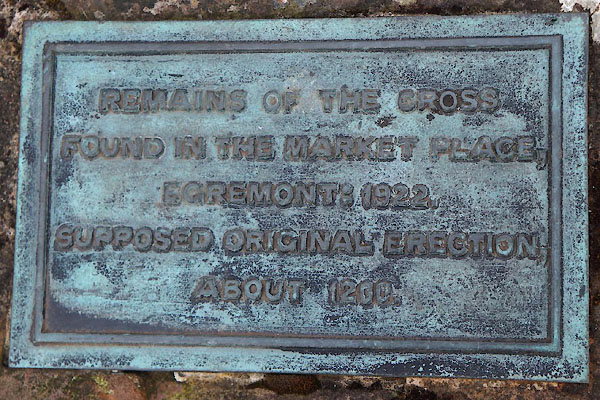 REMAINS OF THE CROSS
FOUND IN THE MARKET PLACE,
EGREMONT: 1922.
SUPPOSED ORIGINAL ERECTION,
ABOUT 1200.